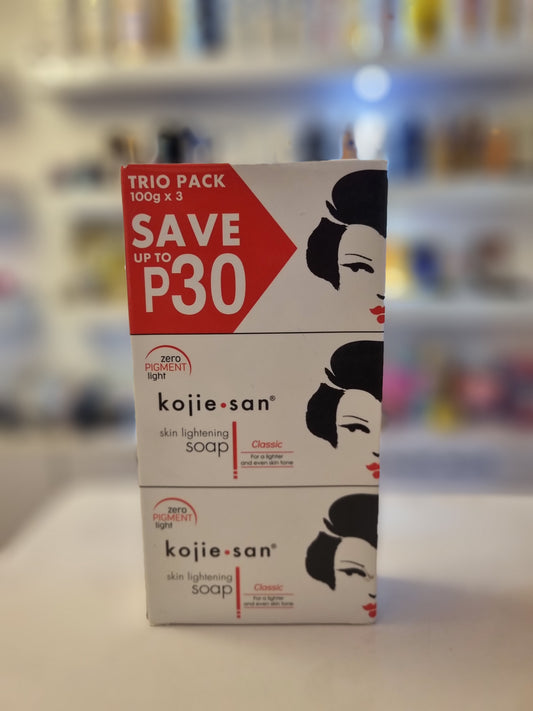 TRIO PACK
100g x 3
SAVE
UP TO
P30
zero
PIGMENT
light
kojie•san®
skin lightening
soap
Classic
For a lighter
and even skin tone
zero
PIGMENT
light
kojie•san®
skin lightening
soap
Classic
For a lighter
and even skin tone